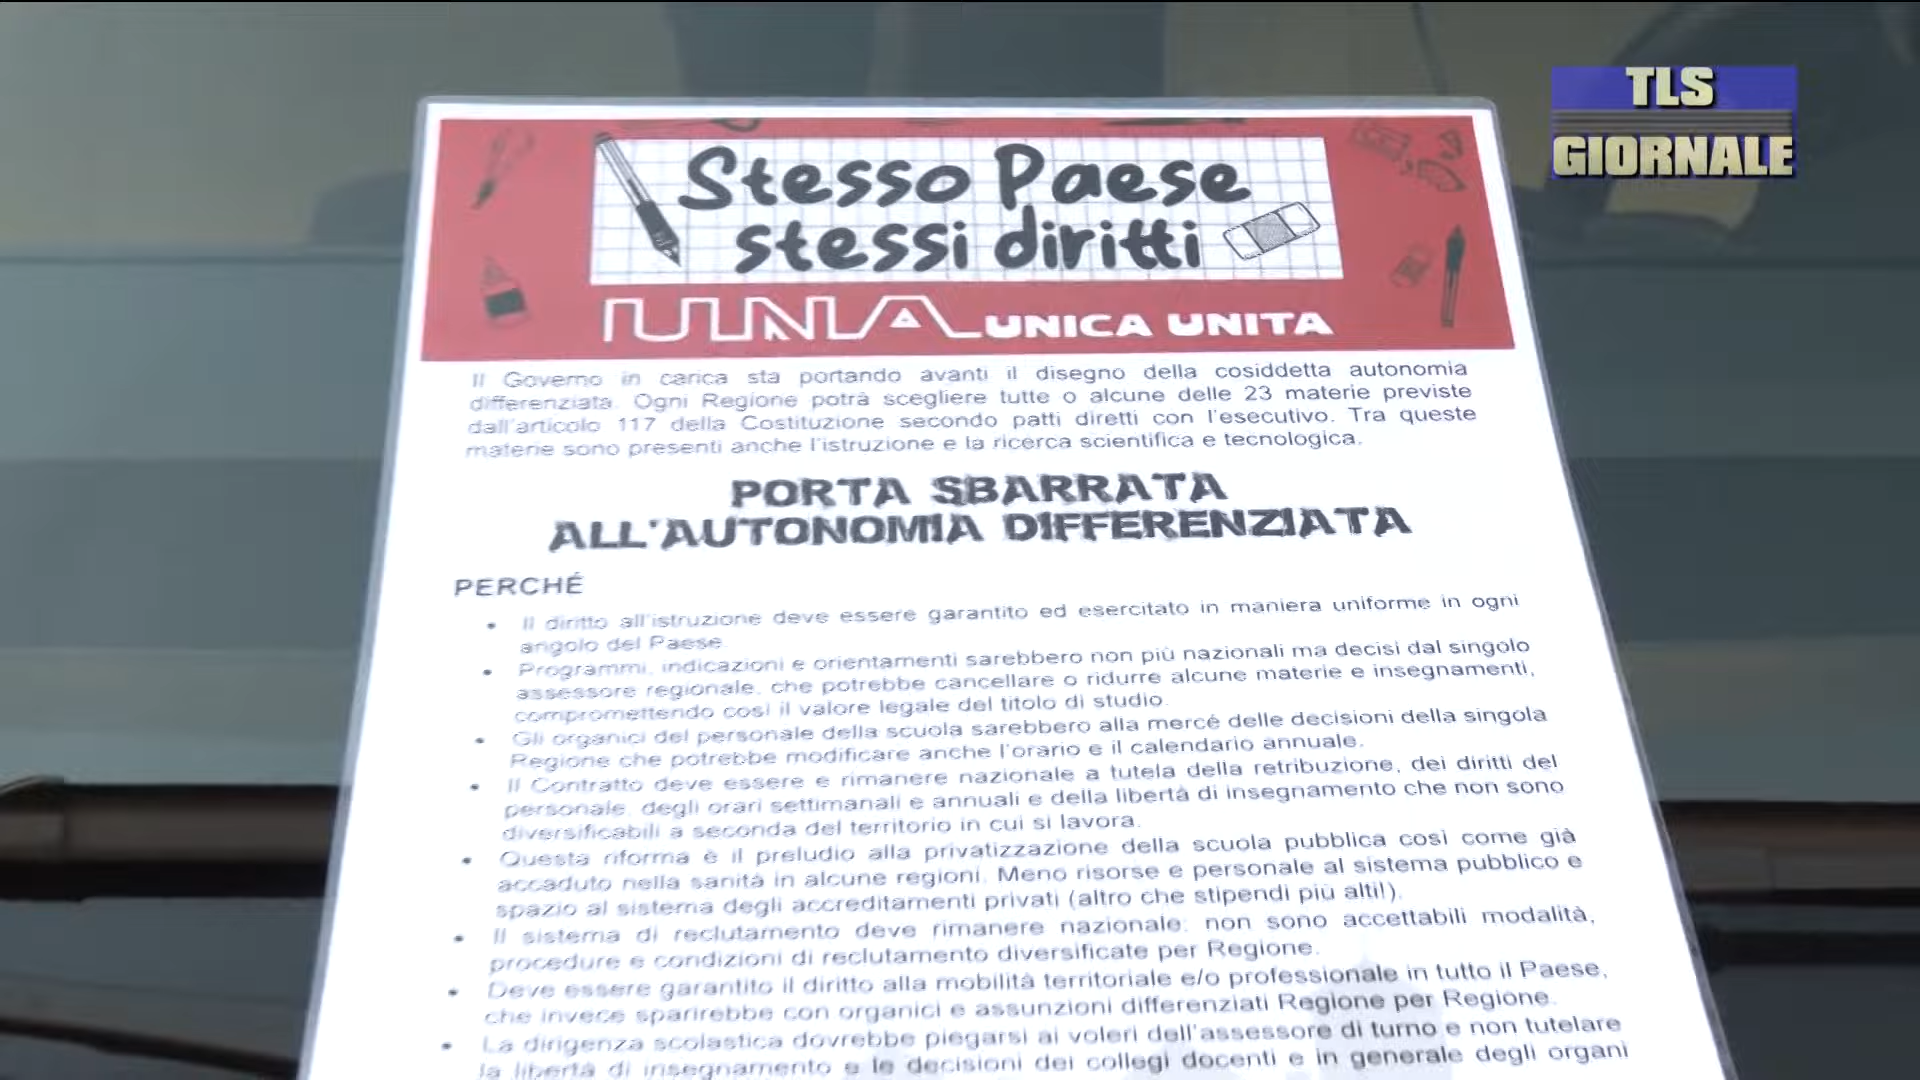 TLS
GIORNALE
Stesso Paese
stessi diritti
UNA UNICA UNITA
Il Governo in carica sta portando avanti il disegno della cosiddetta autonomia
differenziata. Ogni Regione potrà scegliere tutte o alcune delle 23 materie previste
dall'articolo 117 della Costituzione secondo patti diretti con l'esecutivo. Tra queste
materie sono presenti anche l'istruzione e la ricerca scientifica e tecnologica.
PORTA SBARRATA
ALL'AUTONOMIA DIFFERENZIATA
PERCHÉ
• Il diritto all'istruzione deve essere garantito ed esercitato in maniera uniforme in ogni
angolo del Paese.
• Programmi, indicazioni e orientamenti sarebbero non più nazionali ma decisi dal singolo
assessore regionale, che potrebbe cancellare o ridurre alcune materie e insegnamenti,
compromettendo così il valore legale del titolo di studio.
• Gli organici del personale della scuola sarebbero alla mercé delle decisioni della singola
Regione che potrebbe modificare anche l'orario e il calendario annuale.
• Il Contratto deve essere e rimanere nazionale a tutela della retribuzione, dei diritti del
personale, degli orari settimanali e annuali e della libertà di insegnamento che non sono
diversificabili a seconda del territorio in cui si lavora.
• Questa riforma è il preludio alla privatizzazione della scuola pubblica così come già
accaduto nella sanità in alcune regioni. Meno risorse e personale al sistema pubblico e
spazio al sistema degli accreditamenti privati (altro che stipendi più alti!).
• Il sistema di reclutamento deve rimanere nazionale: non sono accettabili modalità,
procedure e condizioni di reclutamento diversificate per Regione.
• Deve essere garantito il diritto alla mobilità territoriale e/o professionale in tutto il Paese,
che invece sparirebbe con organici e assunzioni differenziati Regione per Regione.
• La dirigenza scolastica dovrebbe piegarsi ai voleri dell'assessore di turno e non tutelare
la libertà di insegnamento e le decisioni dei collegi docenti e in generale degli organi